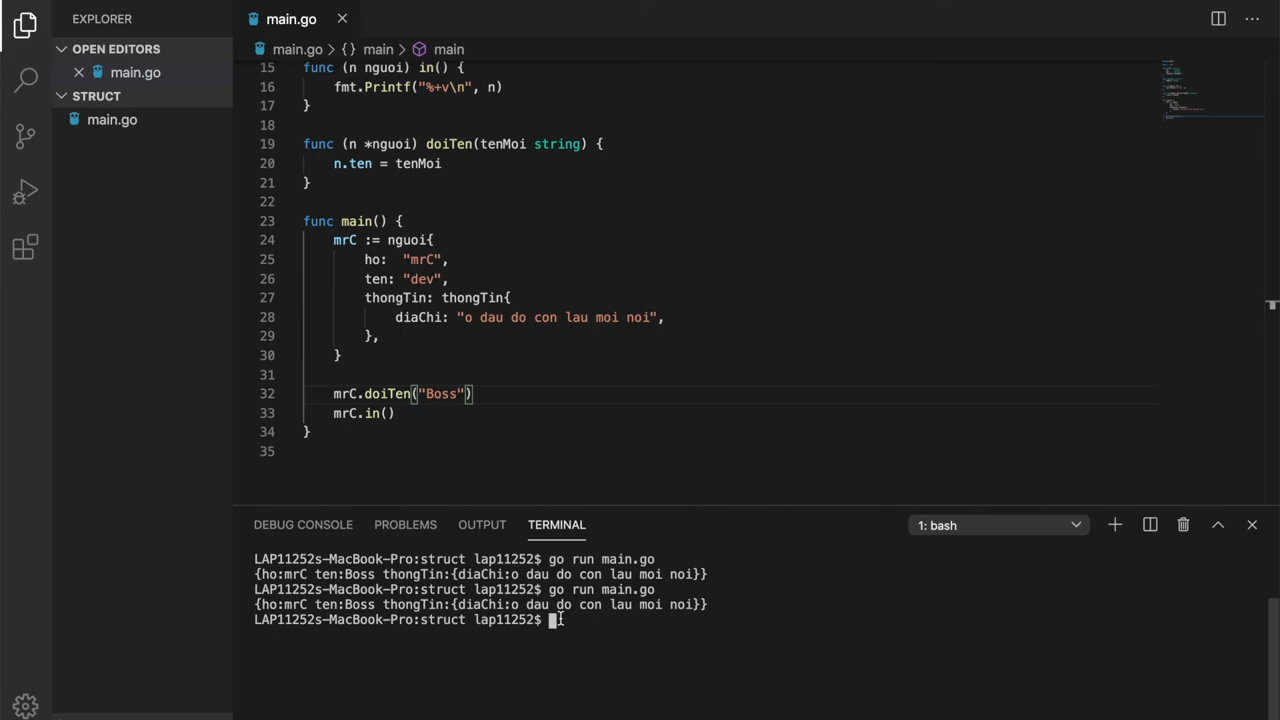 EXPLORER
OPEN EDITORS
main.go
STRUCT
main.go
main.go
main.go > {} main > main
15 func (n nguoi) in() {
16 fmt.Printf("%+v\n", n)
17 }
18
19 func (n *nguoi) doiTen(tenMoi string) {
20 n.ten = tenMoi
21 }
22
23 func main() {
24 mrC := nguoi{
25 ho: "mrC",
26 ten: "dev",
27 thongTin: thongTin{
28 diaChi: "o dau do con lau moi noi",
29 },
30 }
31
32 mrC.doiTen("Boss")
33 mrC.in()
34 }
35
DEBUG CONSOLE PROBLEMS OUTPUT TERMINAL 1: bash
LAP11252s-MacBook-Pro:struct lap11252$ go run main.go
{ho:mrC ten:Boss thongTin:{diaChi:o dau do con lau moi noi}}
LAP11252s-MacBook-Pro:struct lap11252$ go run main.go
{ho:mrC ten:Boss thongTin:{diaChi:o dau do con lau moi noi}}
LAP11252s-MacBook-Pro:struct lap11252$